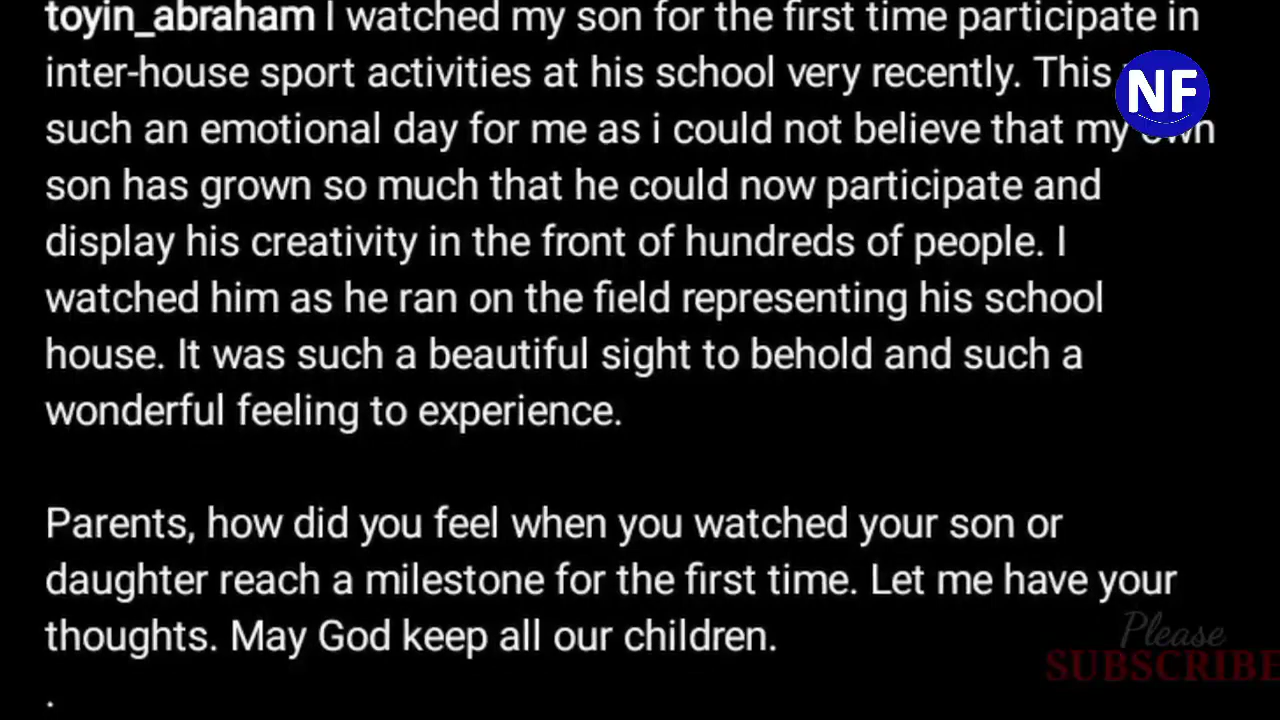 toyin_abraham I watched my son for the first time participate in
inter-house sport activities at his school very recently. This
NF
such an emotional day for me as i could not believe that my own
son has grown so much that he could now participate and
display his creativity in the front of hundreds of people. I
watched him as he ran on the field representing his school
house. It was such a beautiful sight to behold and such a
wonderful feeling to experience.
Parents, how did you feel when you watched your son or
daughter reach a milestone for the first time. Let me have your
thoughts. May God keep all our children.
Please
SUBSCRIBE
.